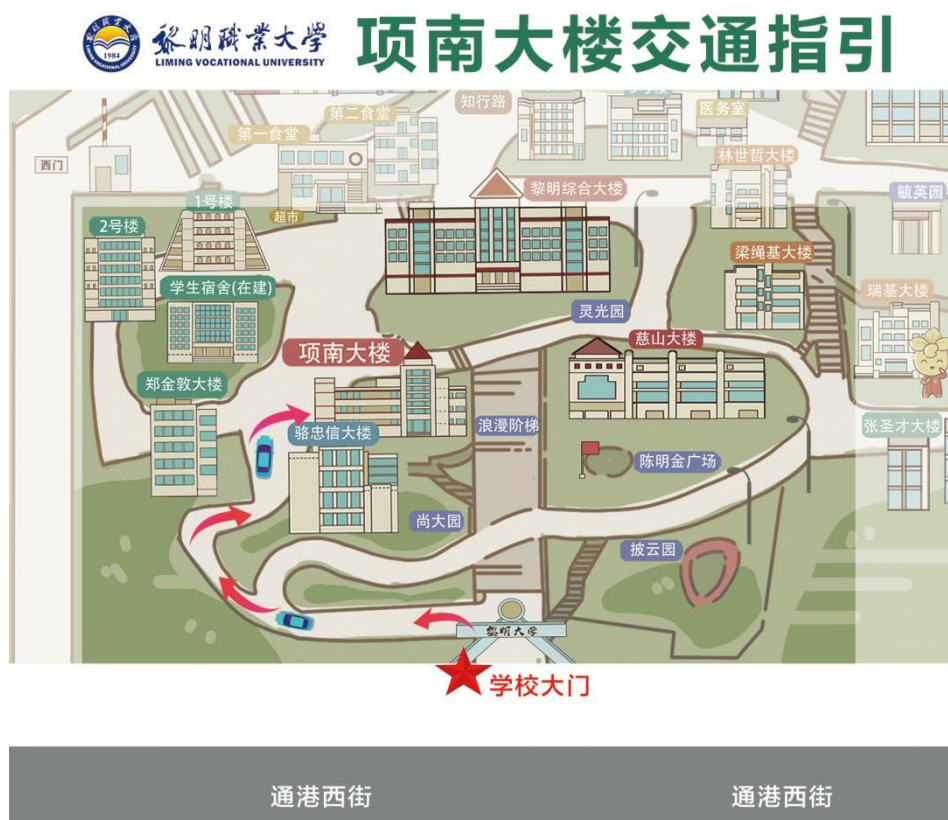 黎明職業大學
LIMING VOCATIONAL UNIVERSITY
1984
项南大楼交通指引
知行路
第二食堂
医务室
第一食堂
西门
林世哲大楼
黎明综合大楼
毓英园
1号楼
超市
2号楼
梁绳基大楼
学生宿舍(在建)
瑞基大楼
灵光园
慈山大楼
项南大楼
郑金敦大楼
浪漫阶梯
张圣才大楼
骆忠信大楼
陈明金广场
尚大园
披云园
黎明大学
学校大门
通港西街
通港西街